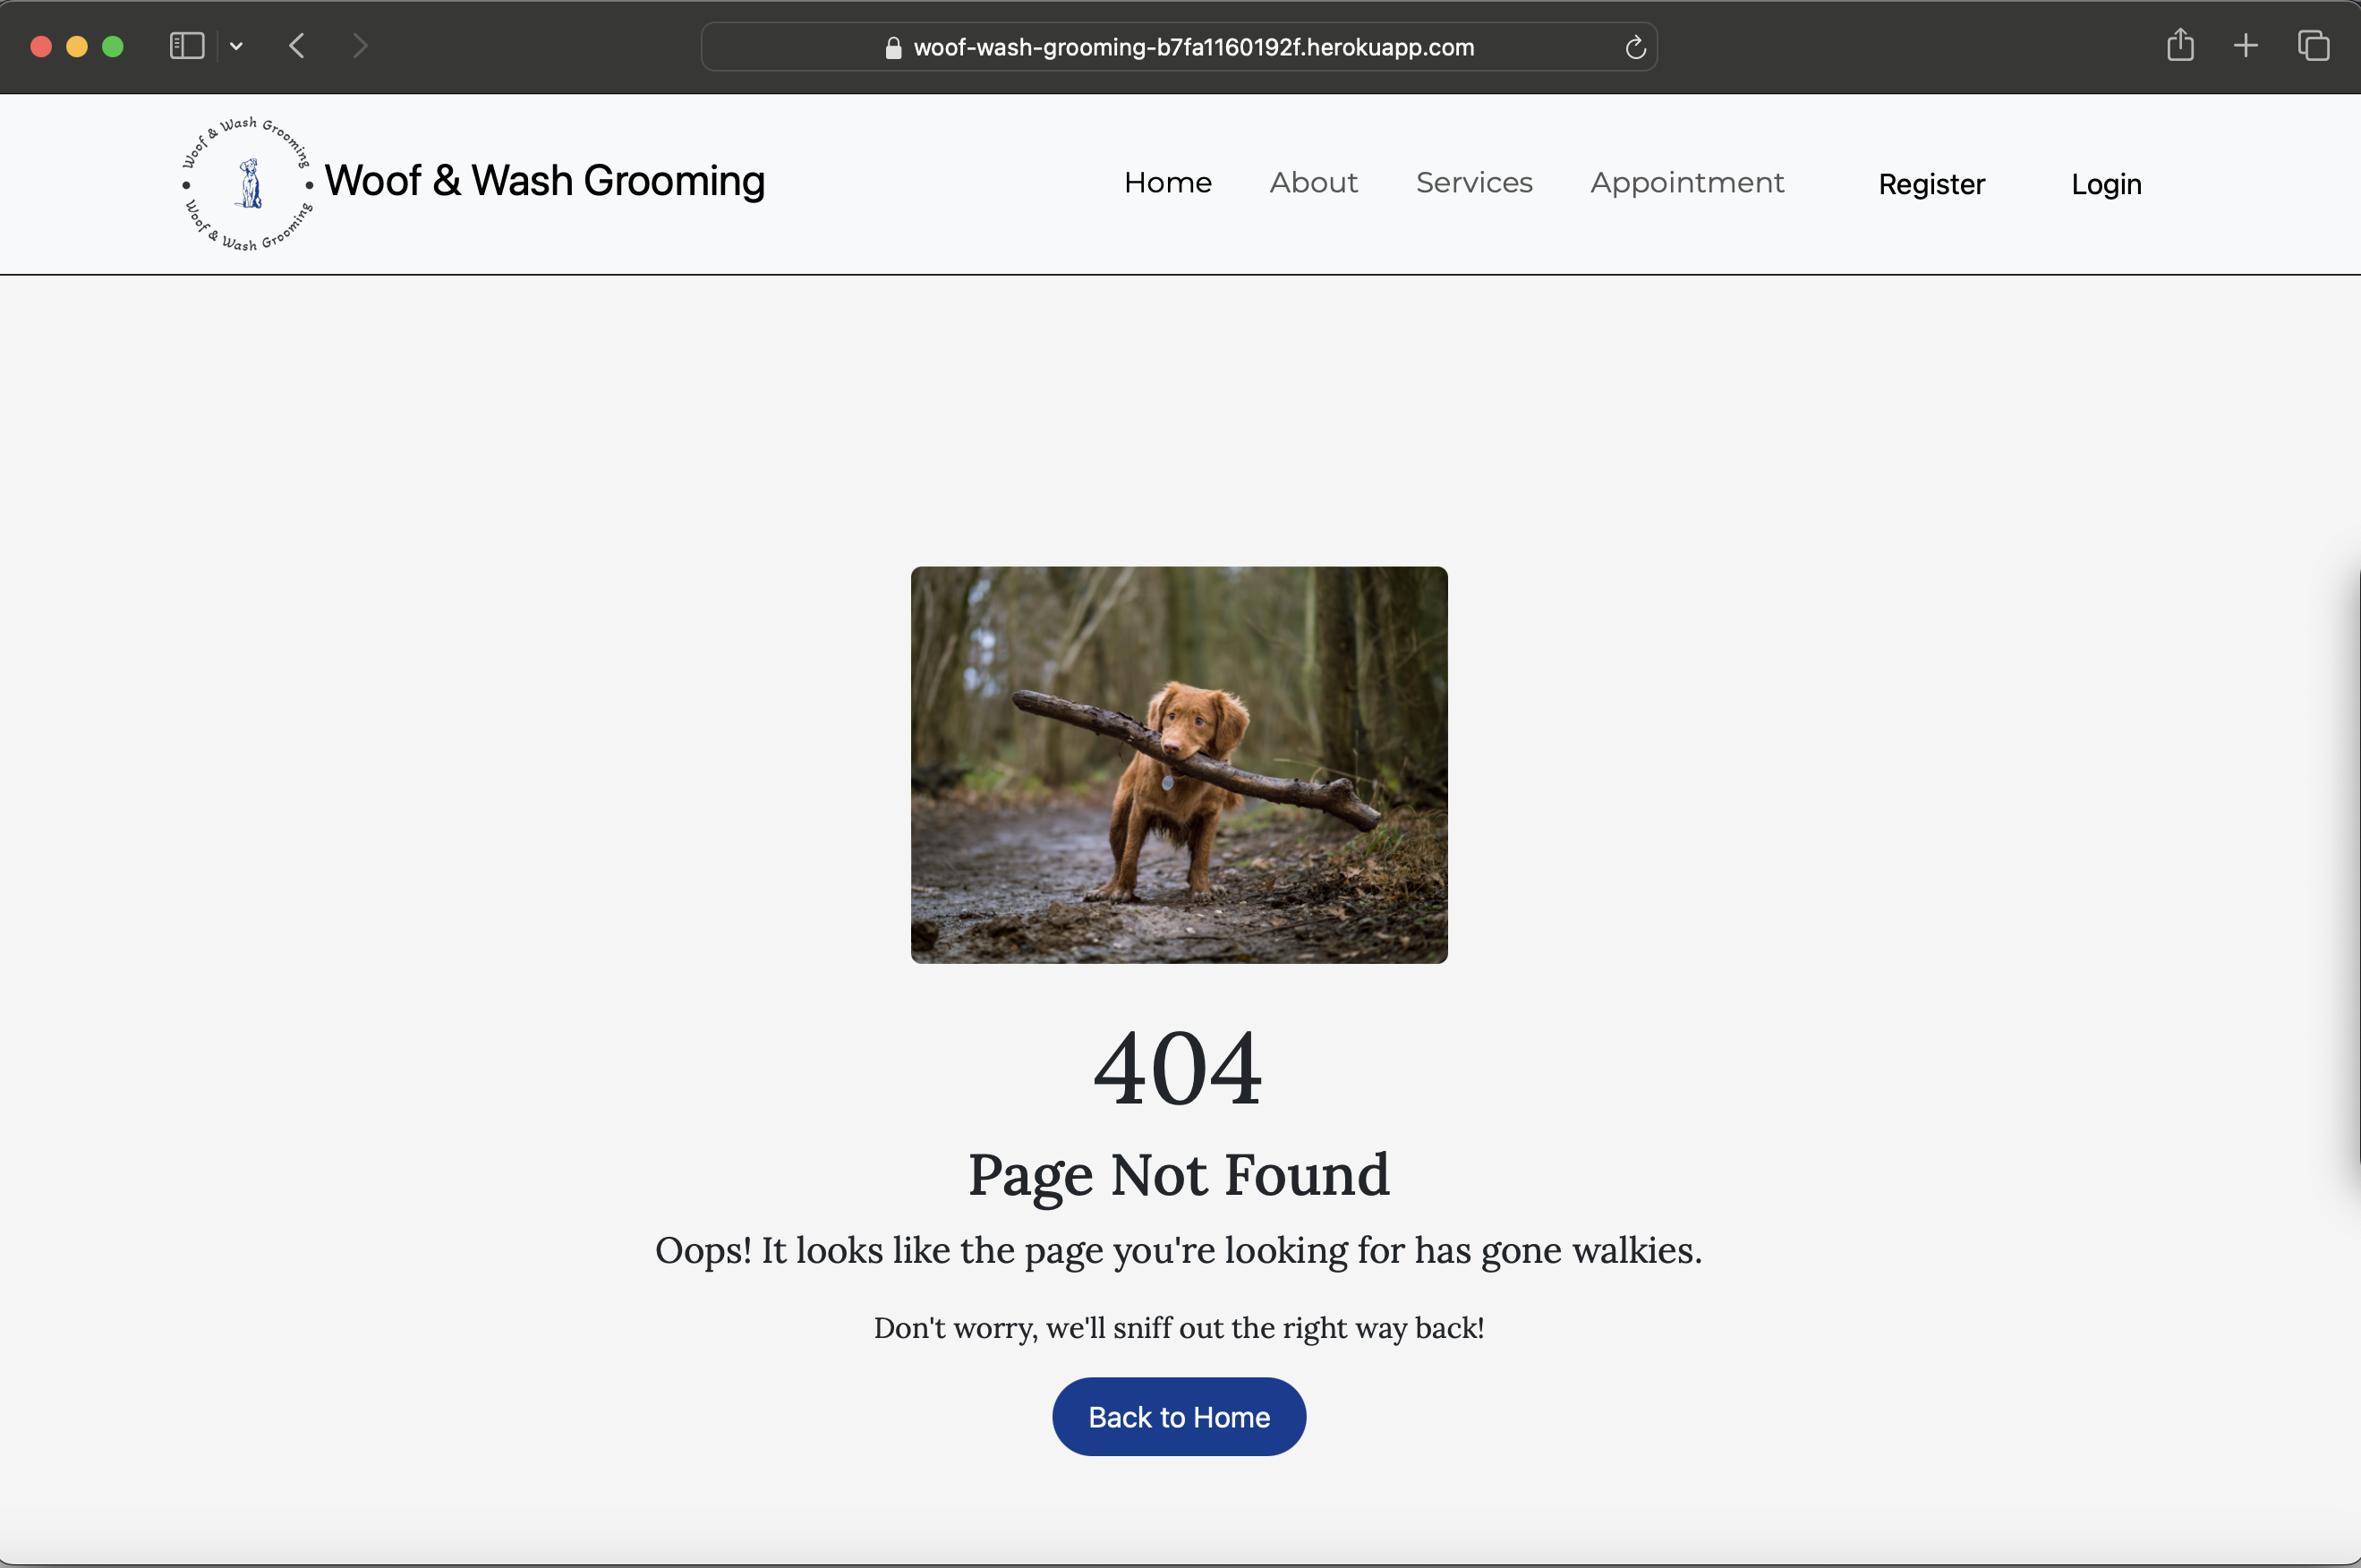 woof-wash-grooming-b7fa1160192f.herokuapp.com
Woof & Wash Grooming
Woof & Wash Grooming
Woof & Wash Grooming
Home About Services Appointment Register Login
404
Page Not Found
Oops! It looks like the page you're looking for has gone walkies.
Don't worry, we'll sniff out the right way back!
Back to Home